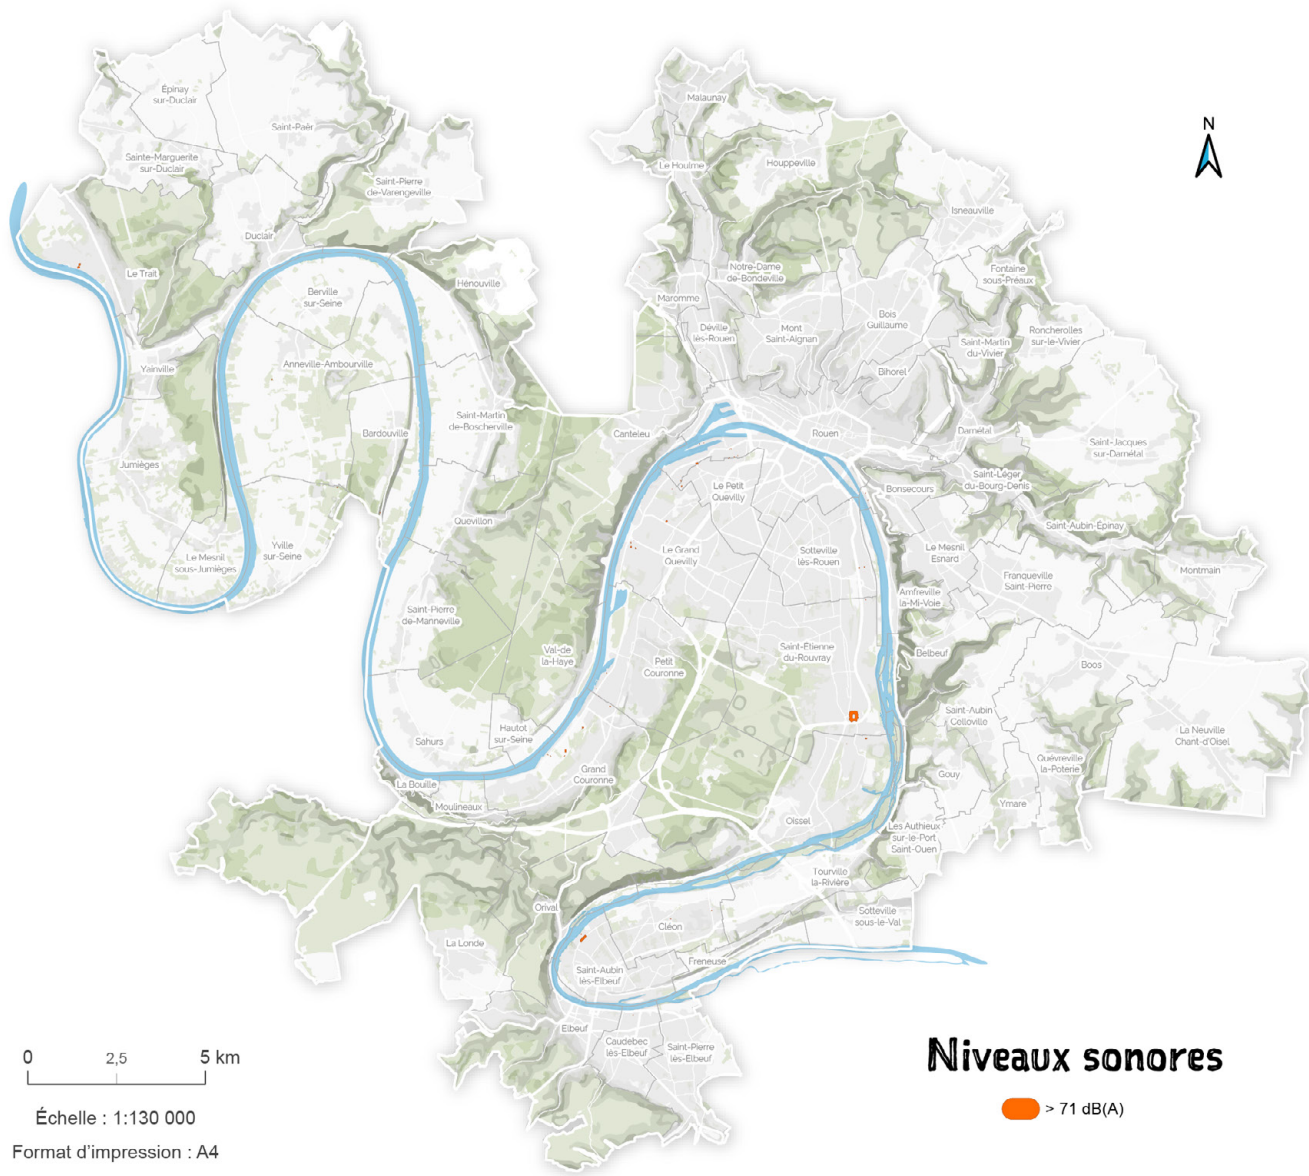 Malaunay
Épinay
sur-Duclair
Saint-Paër
N
Sainte-Marguerite
sur-Duclair
Le Houlme
Houppeville
Saint-Pierre
de-Varengeville
Isneauville
Duclair
Le Trait
Hénouville
Notre-Dame
de-Bondeville
Fontaine
sous-Préaux
Berville
sur-Seine
Maromme
Bois
Guillaume
Déville
lès-Rouen
Mont
Saint-Aignan
Roncherolles
sur-le-Vivier
Saint-Martin
du-Vivier
Anneville-Ambourville
Yainville
Bihorel
Saint-Martin
de-Boscherville
Bardouville
Canteleu
Rouen
Darnétal
Saint-Jacques
sur-Darnétal
Jumièges
Saint-Léger
du-Bourg-Denis
Le Petit
Quevilly
Bonsecours
Quevillon
Saint-Aubin-Epinay
Le Mesnil
sous-Jumièges
Yville
sur-Seine
Le Grand
Quevilly
Sotteville
lès-Rouen
Le Mesnil
Esnard
Montmain
Franqueville
Saint-Pierre
Amfreville
la-Mi-Voie
Saint-Pierre
de-Manneville
Val-de
la-Haye
Saint-Etienne
du-Rouvray
Belbeuf
Petit
Couronne
Boos
Saint-Aubin
Celloville
La Neuville
Chant-d'Oisel
Hautot
sur-Seine
Sahurs
Quévreville
la-Poterie
Grand
Couronne
Gouy
La Bouille
Moulineaux
Ymare
Oissel
Les Authieux
sur-le-Port
Saint-Ouen
Tourville
la-Rivière
Orival
Sotteville
sous-le-Val
Cléon
La Londe
Freneuse
Saint-Aubin
lès-Elbeuf
Elbeuf
Caudebec
lès-Elbeuf
Saint-Pierre
lès-Elbeuf
0 2,5 5 km
Échelle : 1:130 000
Format d'impression : A4
Niveaux sonores
> 71 dB(A)